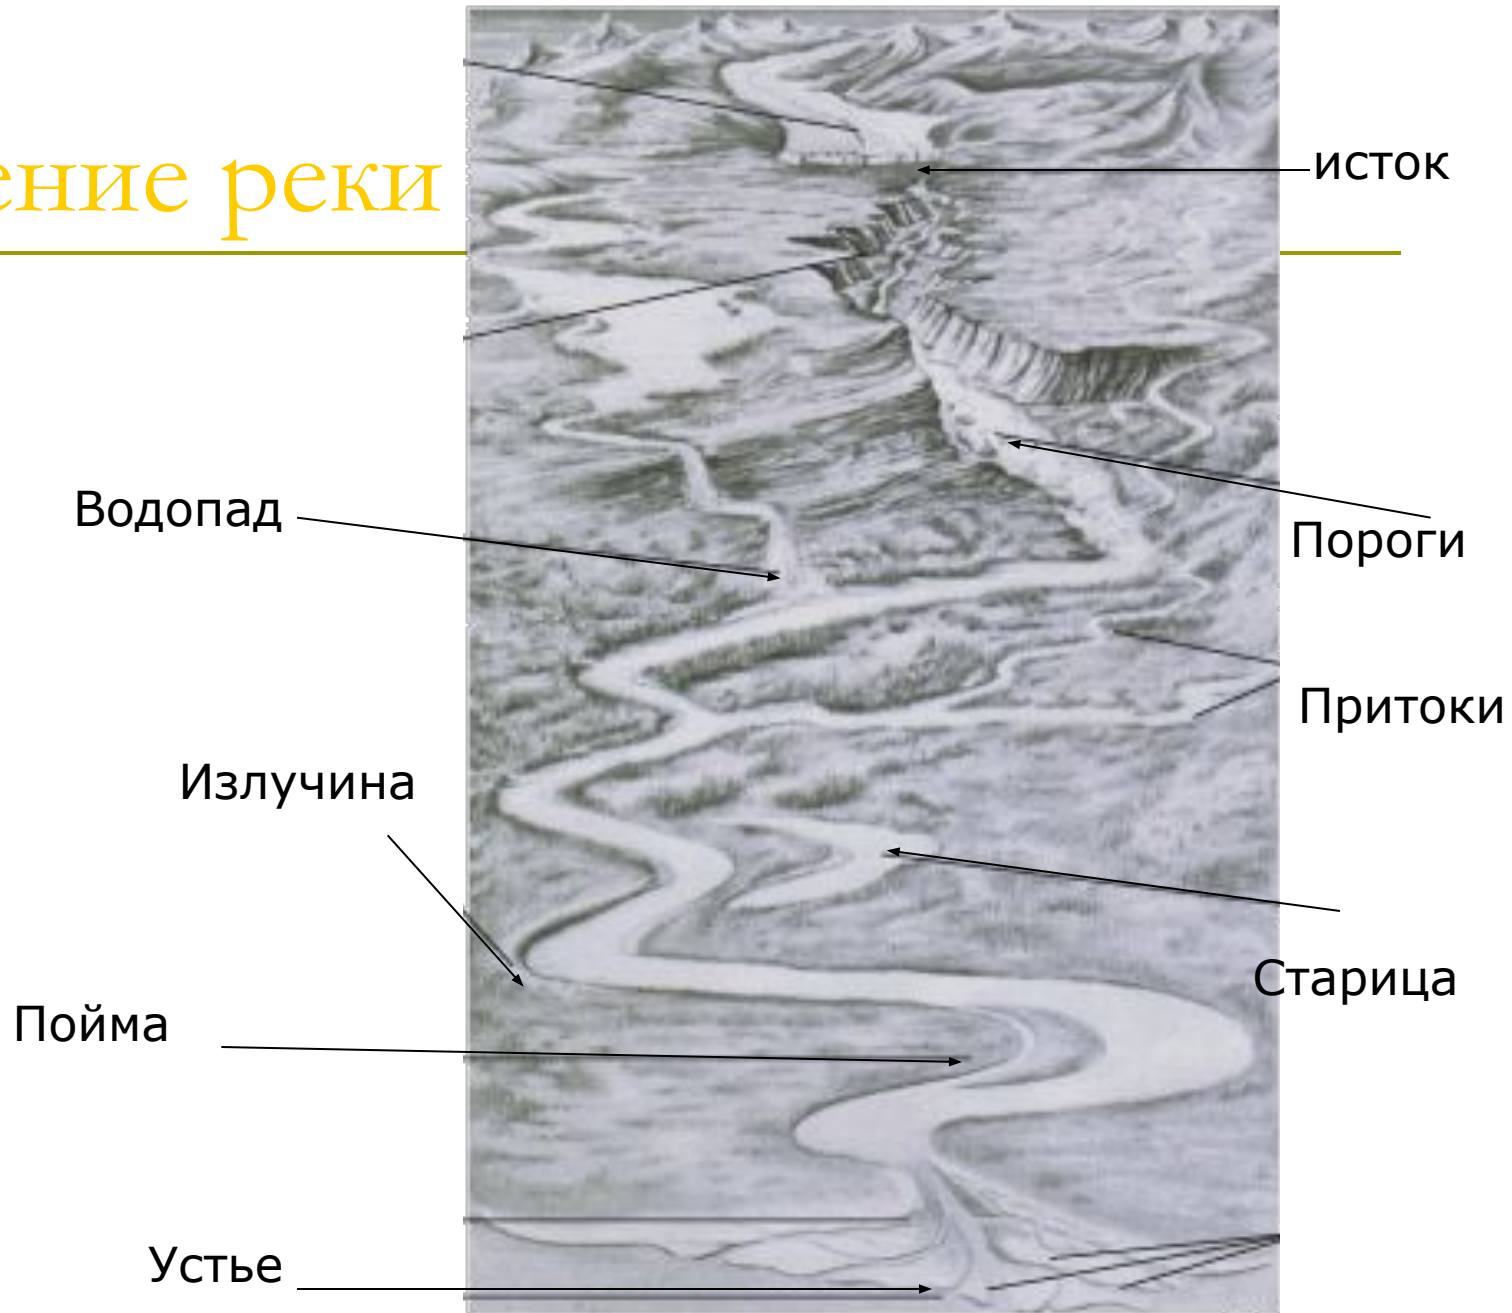 ение реки
исток
Водопад
Пороги
Притоки
Излучина
Старица
Пойма
Устье